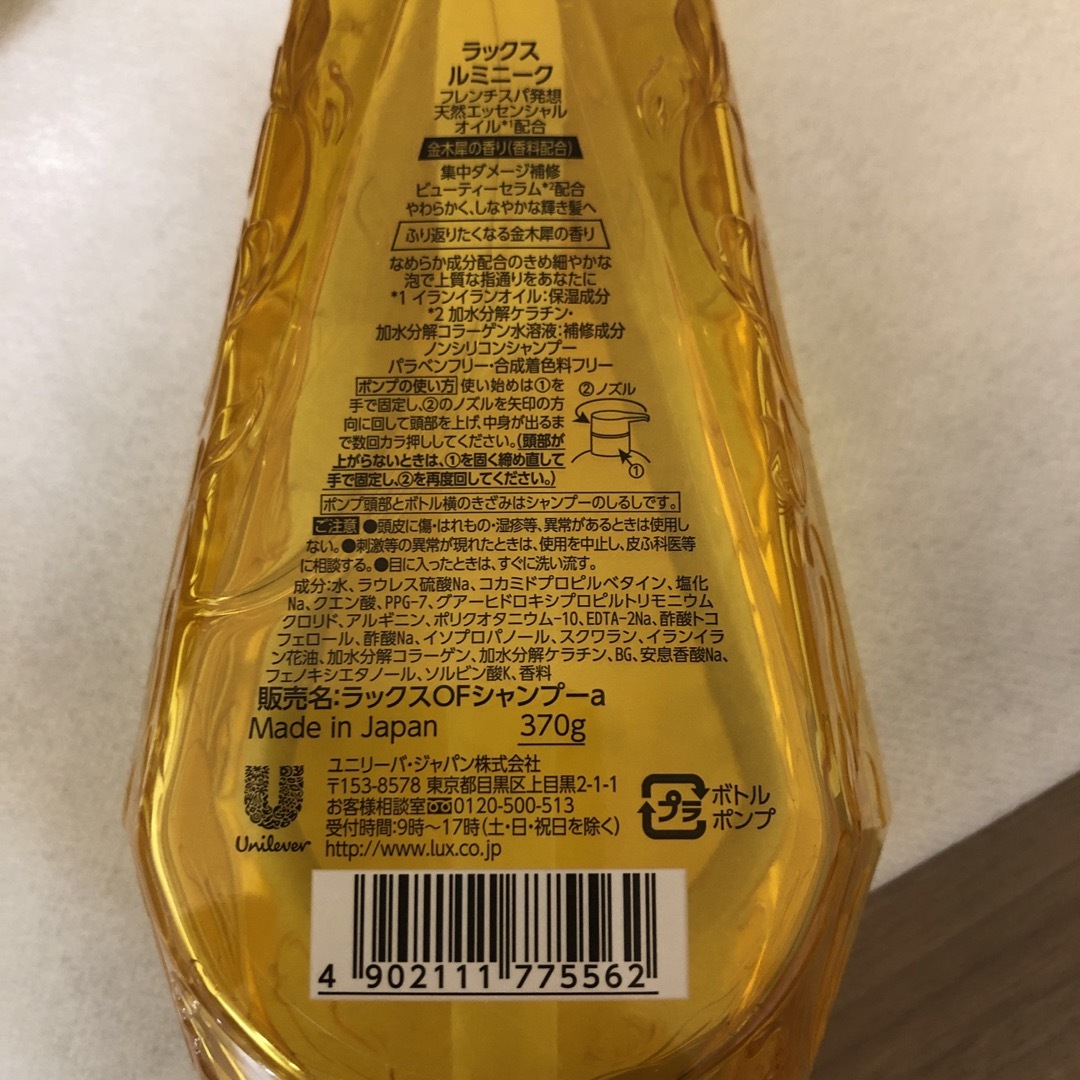 ラックス
ルミニーク
フレンチスパ発想
天然エッセンシャル
オイル*1配合
金木犀の香り(香料配合)
集中ダメージ補修
ビューティーセラム*2配合
やわらかく、しなやかな輝き髪へ
ふり返りたくなる金木犀の香り
なめらか成分配合のきめ細やかな
泡で上質な指通りをあなたに
*1 イランイランオイル:保湿成分
*2 加水分解ケラチン・
加水分解コラーゲン水溶液:補修成分
ノンシリコンシャンプー
パラベンフリー・合成着色料フリー
ポンプの使い方 使い始めは①を
手で固定し、②のノズルを矢印の方
向に回して頭部を上げ、中身が出るま
で数回カラ押ししてください。(頭部が
上がらないときは、①を固く締め直して
手で固定し、②を再度回してください。)
②ノズル
①
ポンプ頭部とボトル横のきざみはシャンプーのしるしです。
ご注意 ●頭皮に傷・はれもの・湿疹等、異常があるときは使用し
ない。●刺激等の異常が現れたときは、使用を中止し、皮ふ科医等
に相談する。●目に入ったときは、すぐに洗い流す。
成分:水、ラウレス硫酸Na、コカミドプロピルベタイン、塩化
Na、クエン酸、PPG-7、グアーヒドロキシプロピルトリモニウム
クロリド、アルギニン、ポリクオタニウム-10、EDTA-2Na、酢酸トコ
フェロール、酢酸Na、イソプロパノール、スクワラン、イランイラ
ン花油、加水分解コラーゲン、加水分解ケラチン、BG、安息香酸Na、
フェノキシエタノール、ソルビン酸K、香料
販売名:ラックスOFシャンプーa
Made in Japan 370g
Unilever
ユニリーバ・ジャパン株式会社
〒153-8578 東京都目黒区上目黒2-1-1
お客様相談室 0120-500-513
受付時間:9時〜17時(土・日・祝日を除く)
http://www.lux.co.jp
プラ
ボトル
ポンプ
4 902111 775562